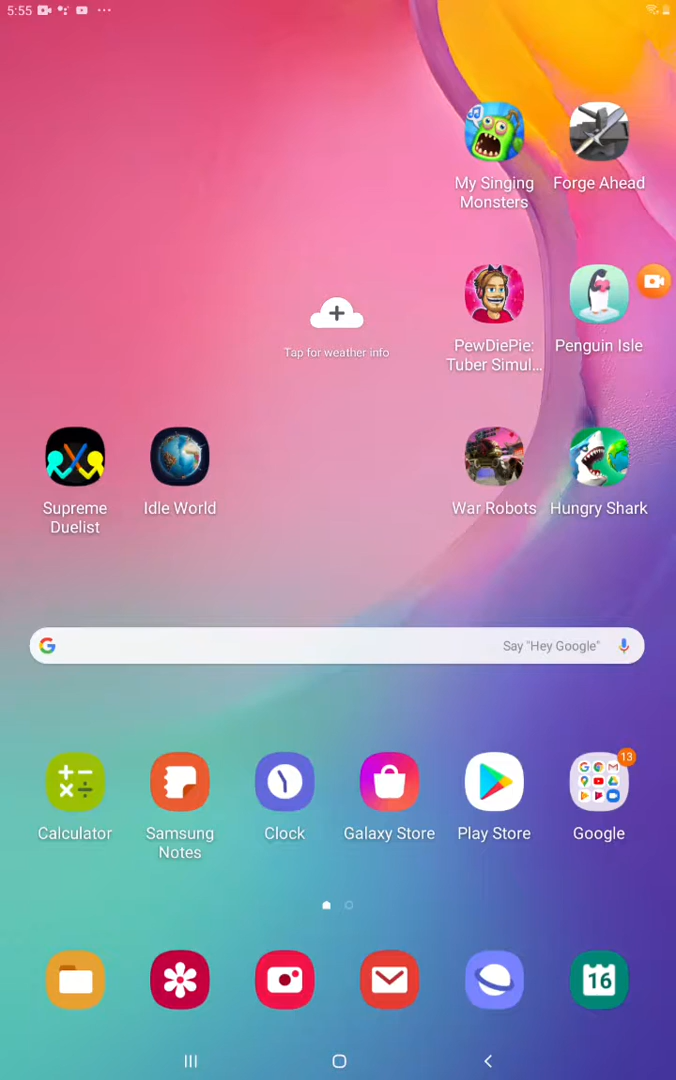 5:55
My Singing
Monsters
Forge Ahead
PewDiePie:
Tuber Simul...
Penguin Isle
Tap for weather info
Supreme
Duelist
Idle World
War Robots
Hungry Shark
Say "Hey Google"
13
Calculator
Samsung
Notes
Clock
Galaxy Store
Play Store
Google
16